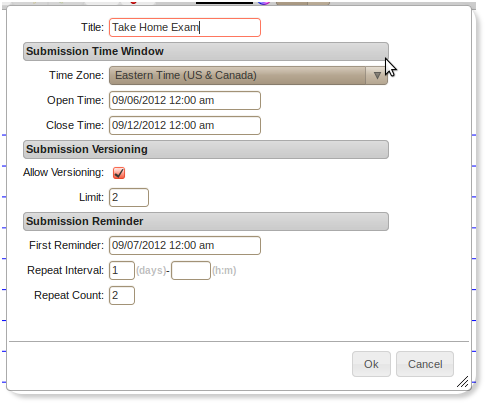 Title: Take Home Exam
Submission Time Window
Time Zone: Eastern Time (US & Canada)
Open Time: 09/06/2012 12:00 am
Close Time: 09/12/2012 12:00 am
Submission Versioning
Allow Versioning:
Limit: 2
Submission Reminder
First Reminder: 09/07/2012 12:00 am
Repeat Interval: 1 (days)- (h:m)
Repeat Count: 2
Ok Cancel